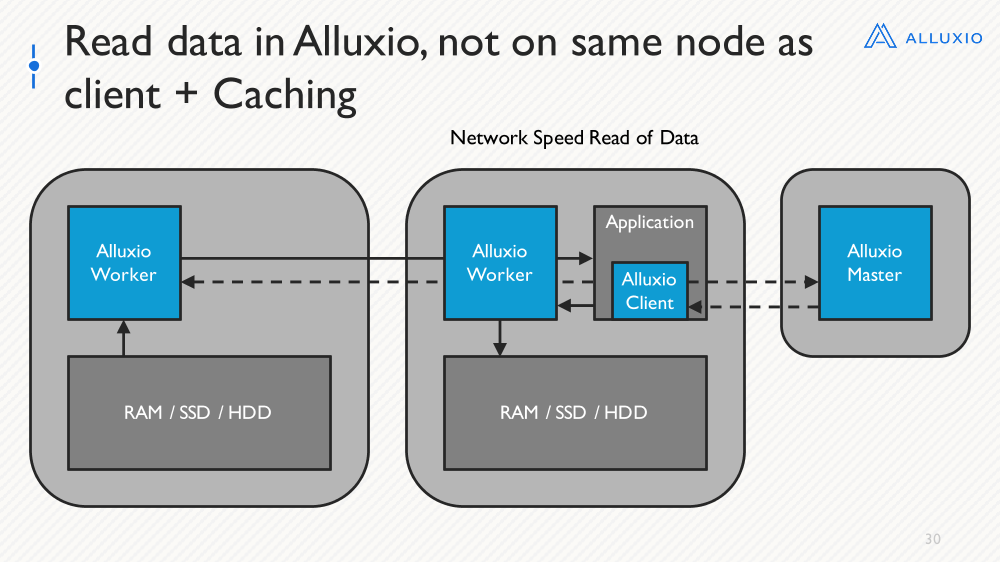 Read data in Alluxio, not on same node as
client + Caching
ALLUXIO
Network Speed Read of Data
Alluxio
Worker
RAM / SSD / HDD
Alluxio
Worker
Application
Alluxio
Client
RAM / SSD / HDD
Alluxio
Master
30